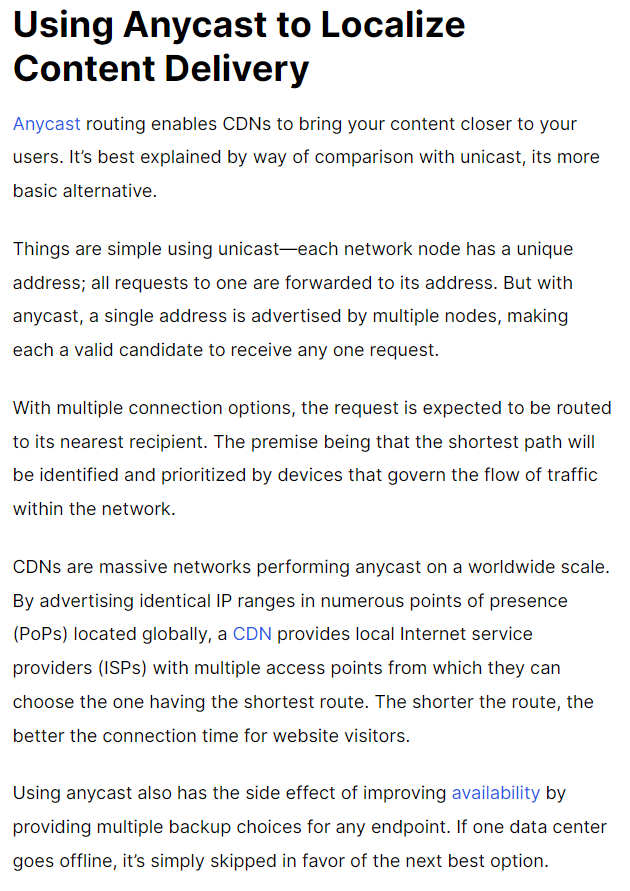 Using Anycast to Localize
Content Delivery
Anycast routing enables CDNs to bring your content closer to your
users. It’s best explained by way of comparison with unicast, its more
basic alternative.
Things are simple using unicast—each network node has a unique
address; all requests to one are forwarded to its address. But with
anycast, a single address is advertised by multiple nodes, making
each a valid candidate to receive any one request.
With multiple connection options, the request is expected to be routed
to its nearest recipient. The premise being that the shortest path will
be identified and prioritized by devices that govern the flow of traffic
within the network.
CDNs are massive networks performing anycast on a worldwide scale.
By advertising identical IP ranges in numerous points of presence
(PoPs) located globally, a CDN provides local Internet service
providers (ISPs) with multiple access points from which they can
choose the one having the shortest route. The shorter the route, the
better the connection time for website visitors.
Using anycast also has the side effect of improving availability by
providing multiple backup choices for any endpoint. If one data center
goes offline, it’s simply skipped in favor of the next best option.